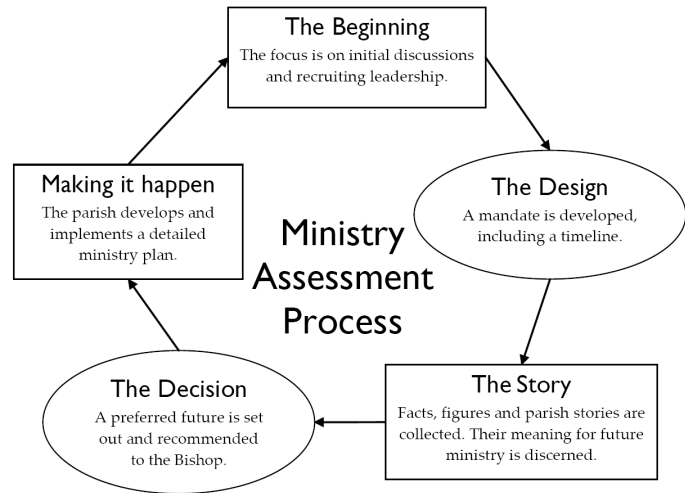 The Beginning
The focus is on initial discussions
and recruiting leadership.
The Design
A mandate is developed,
including a timeline.
The Story
Facts, figures and parish stories are
collected. Their meaning for future
ministry is discerned.
The Decision
A preferred future is set
out and recommended
to the Bishop.
Making it happen
The parish develops and
implements a detailed
ministry plan.
Ministry
Assessment
Process